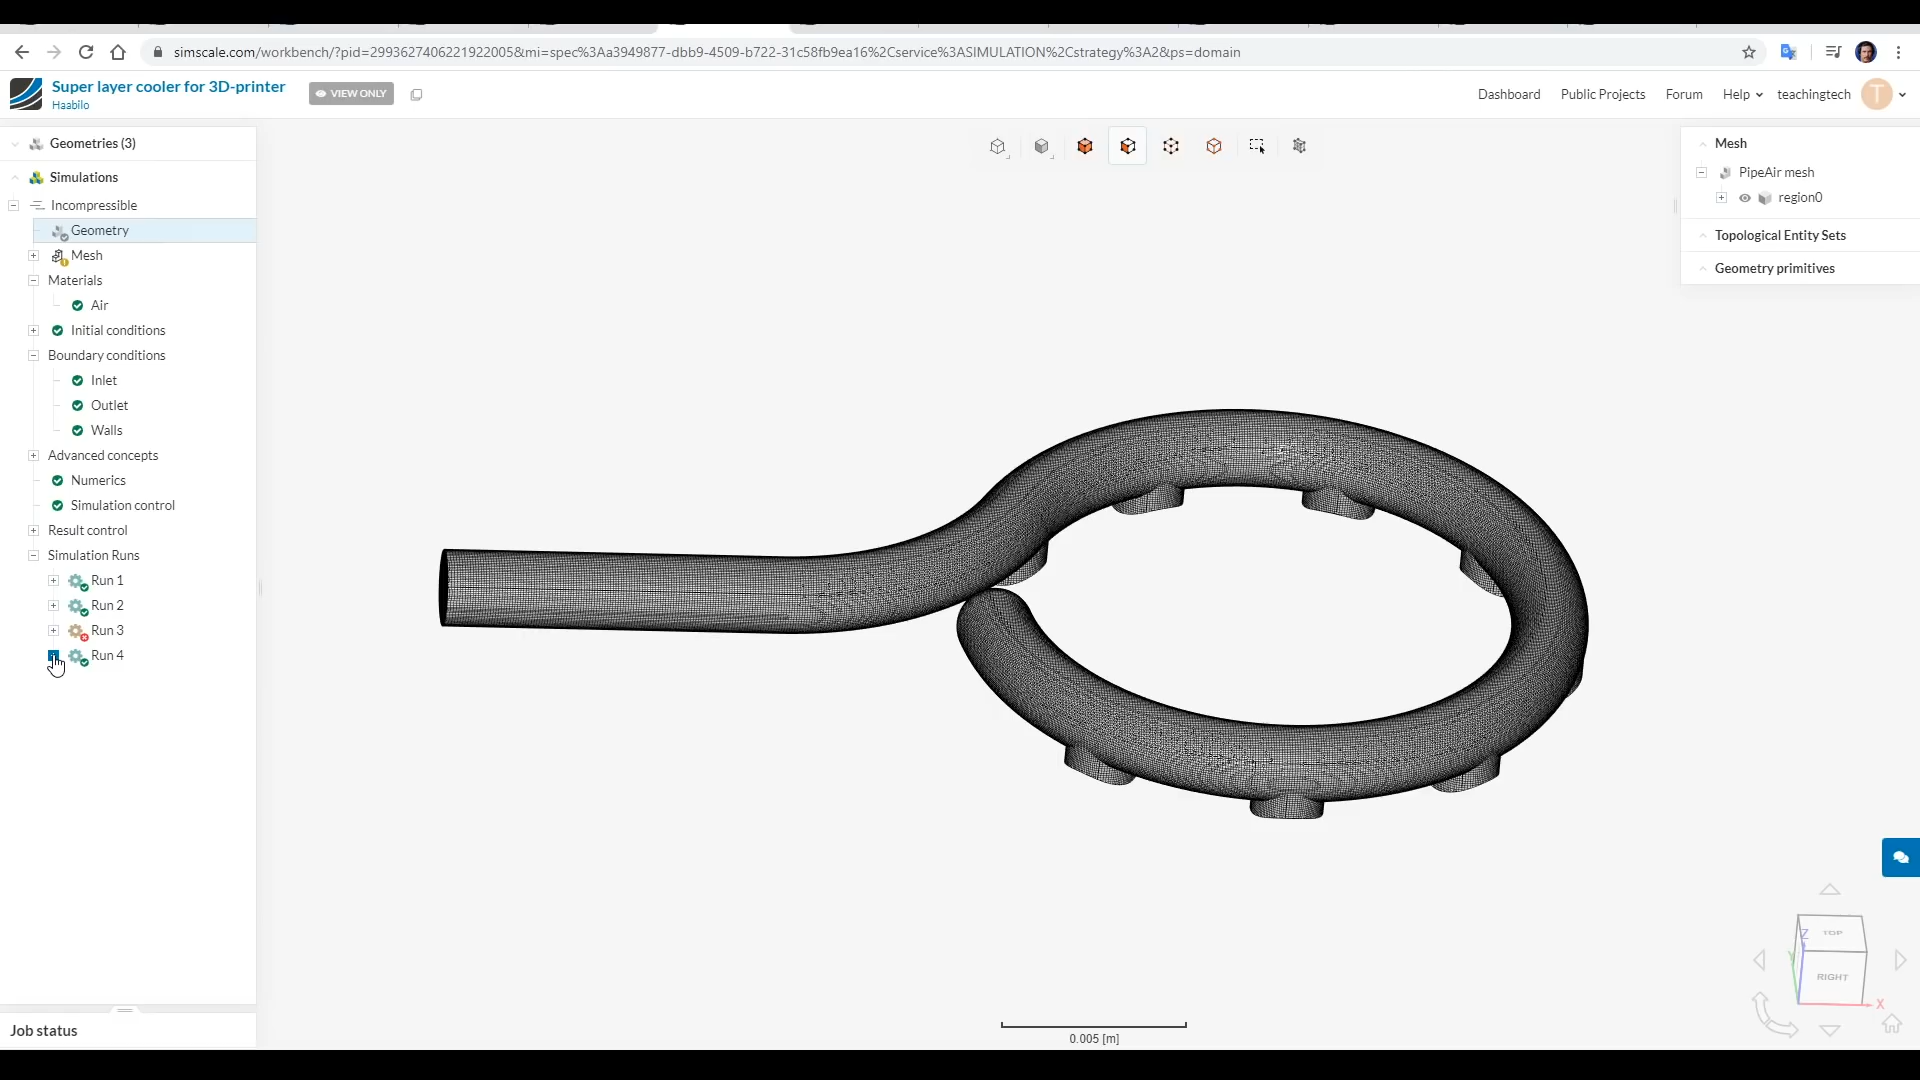 simscale.com/workbench/?pid=2993627406221922005&mi=spec%3Aa3949877-dbb9-4509-b722-31c58fb9ea16%2Cservice%3ASIMULATION%2Cstrategy%3A2&ps=domain
Super layer cooler for 3D-printer
Haabilo
VIEW ONLY
Dashboard
Public Projects
Forum
Help
teachingtech
T
Geometries (3)
Simulations
Incompressible
Geometry
Mesh
Materials
Air
Initial conditions
Boundary conditions
Inlet
Outlet
Walls
Advanced concepts
Numerics
Simulation control
Result control
Simulation Runs
Run 1
Run 2
Run 3
Run 4
Job status
Mesh
PipeAir mesh
region0
Topological Entity Sets
Geometry primitives
0.005 [m]
TOP
RIGHT
Z
Y
X